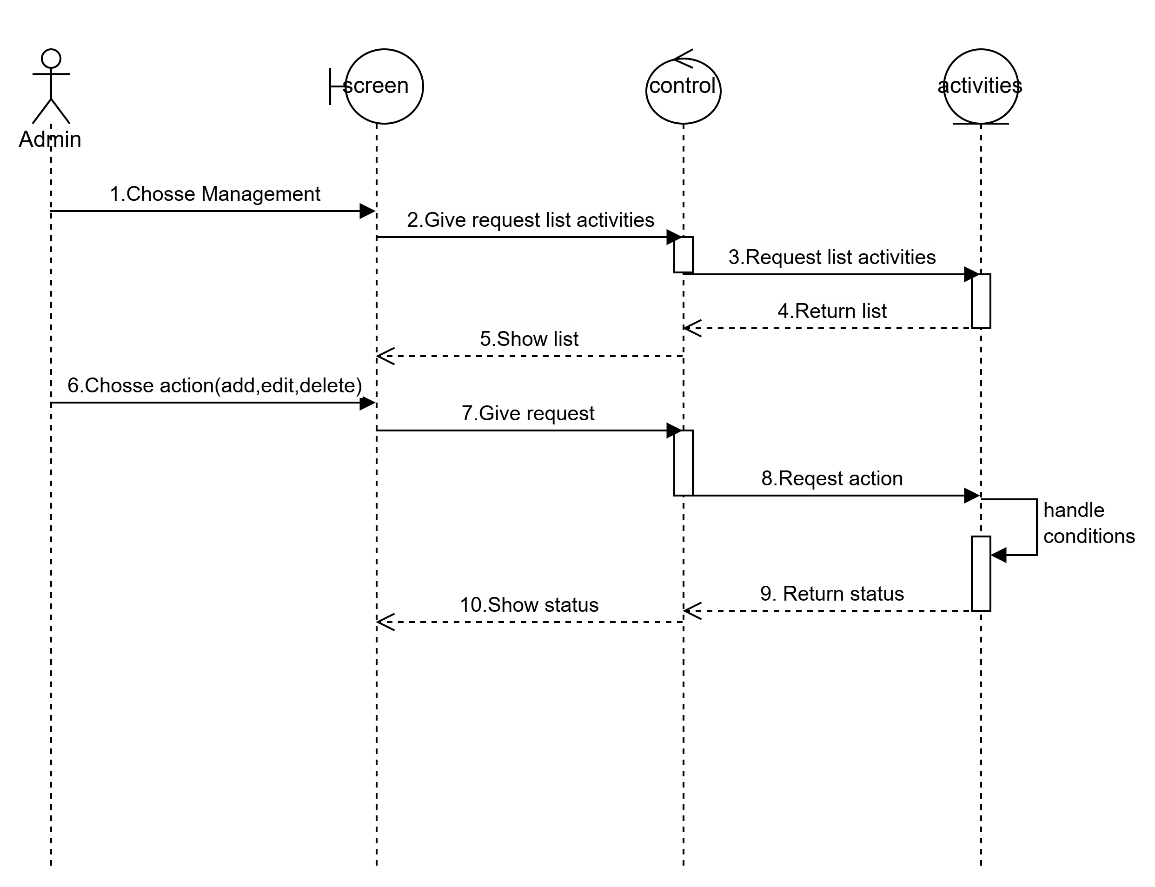 screen
control
activities
Admin
1.Chosse Management
2.Give request list activities
3.Request list activities
4.Return list
5.Show list
6.Chosse action(add,edit,delete)
7.Give request
8.Reqest action
handle
conditions
9. Return status
10.Show status